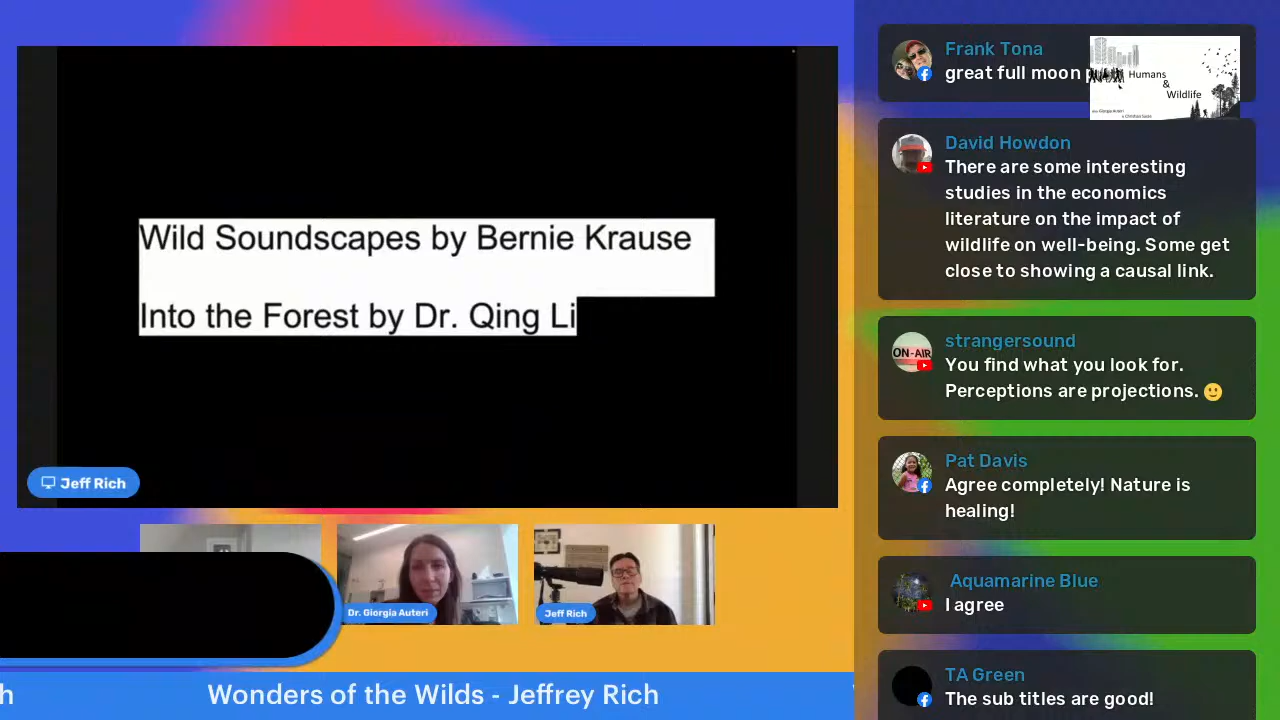 Wild Soundscapes by Bernie Krause
Into the Forest by Dr. Qing Li
Jeff Rich
Dr. Giorgia Auteri
Jeff Rich
h
Wonders of the Wilds - Jeffrey Rich
Frank Tona
great full moon
Humans
&
Wildlife
David Howdon
There are some interesting
studies in the economics
literature on the impact of
wildlife on well-being. Some get
close to showing a causal link.
strangersound
ON-AIR
You find what you look for.
Perceptions are projections. 🙂
Pat Davis
Agree completely! Nature is
healing!
Aquamarine Blue
I agree
TA Green
The sub titles are good!